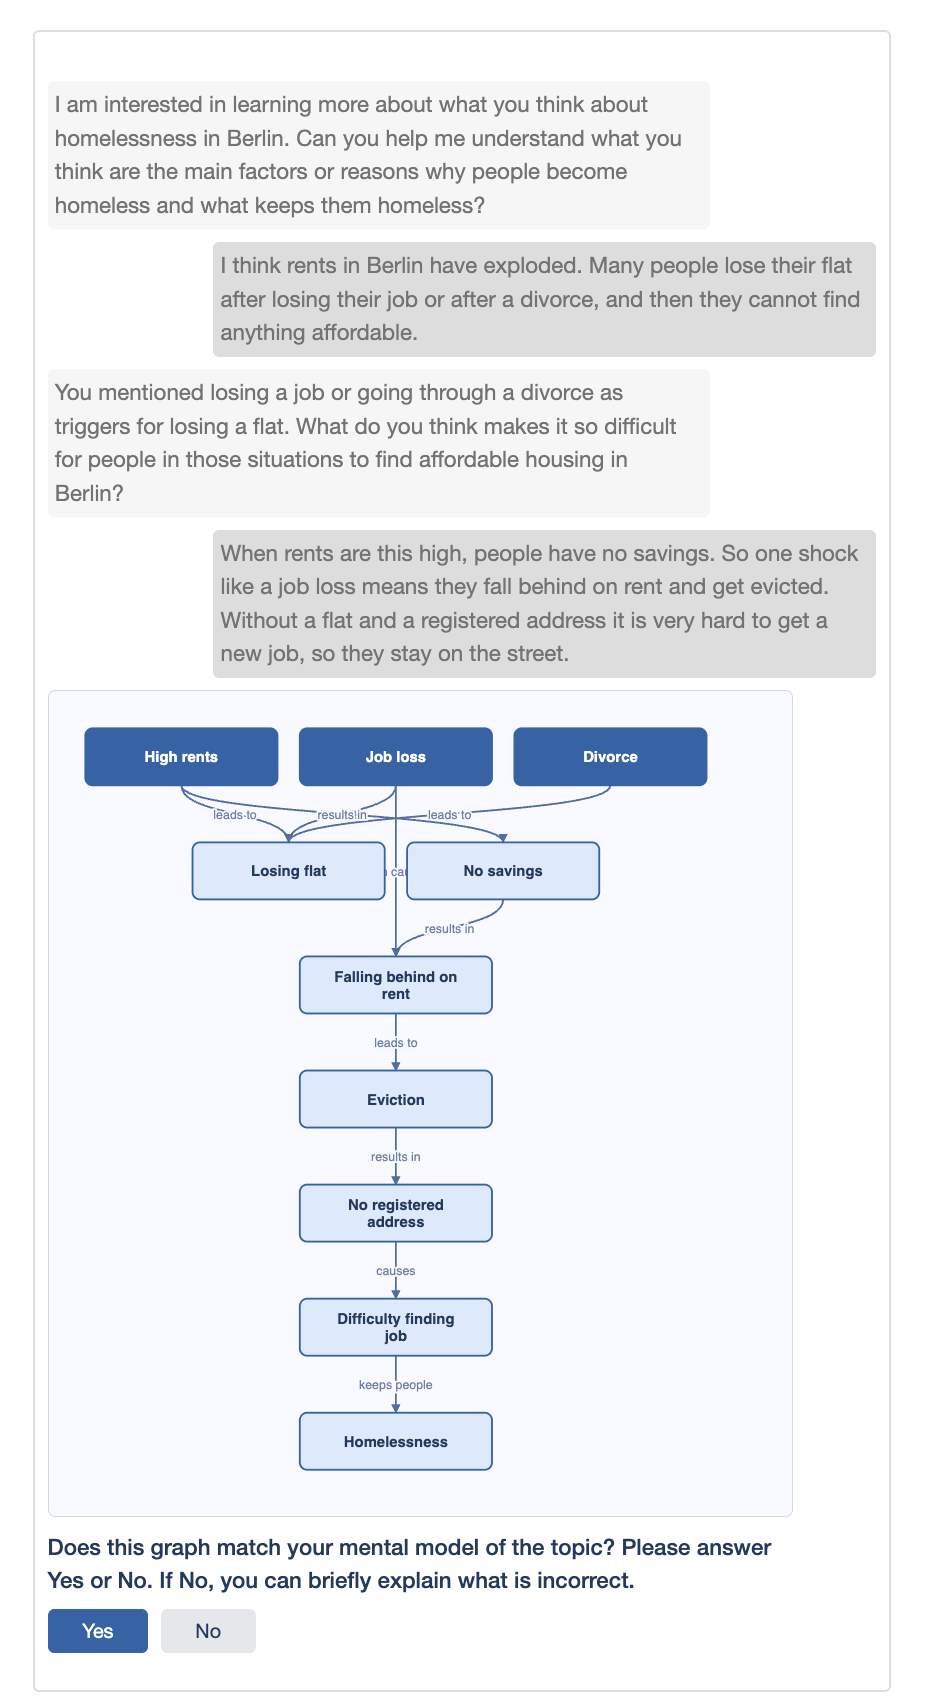 I am interested in learning more about what you think about
homelessness in Berlin. Can you help me understand what you
think are the main factors or reasons why people become
homeless and what keeps them homeless?
I think rents in Berlin have exploded. Many people lose their flat
after losing their job or after a divorce, and then they cannot find
anything affordable.
You mentioned losing a job or going through a divorce as
triggers for losing a flat. What do you think makes it so difficult
for people in those situations to find affordable housing in
Berlin?
When rents are this high, people have no savings. So one shock
like a job loss means they fall behind on rent and get evicted.
Without a flat and a registered address it is very hard to get a
new job, so they stay on the street.
High rents
Job loss
Divorce
leads to
results in
leads to
Losing flat
No savings
results in
Falling behind on
rent
leads to
Eviction
results in
No registered
address
causes
Difficulty finding
job
keeps people
Homelessness
Does this graph match your mental model of the topic? Please answer
Yes or No. If No, you can briefly explain what is incorrect.
Yes
No